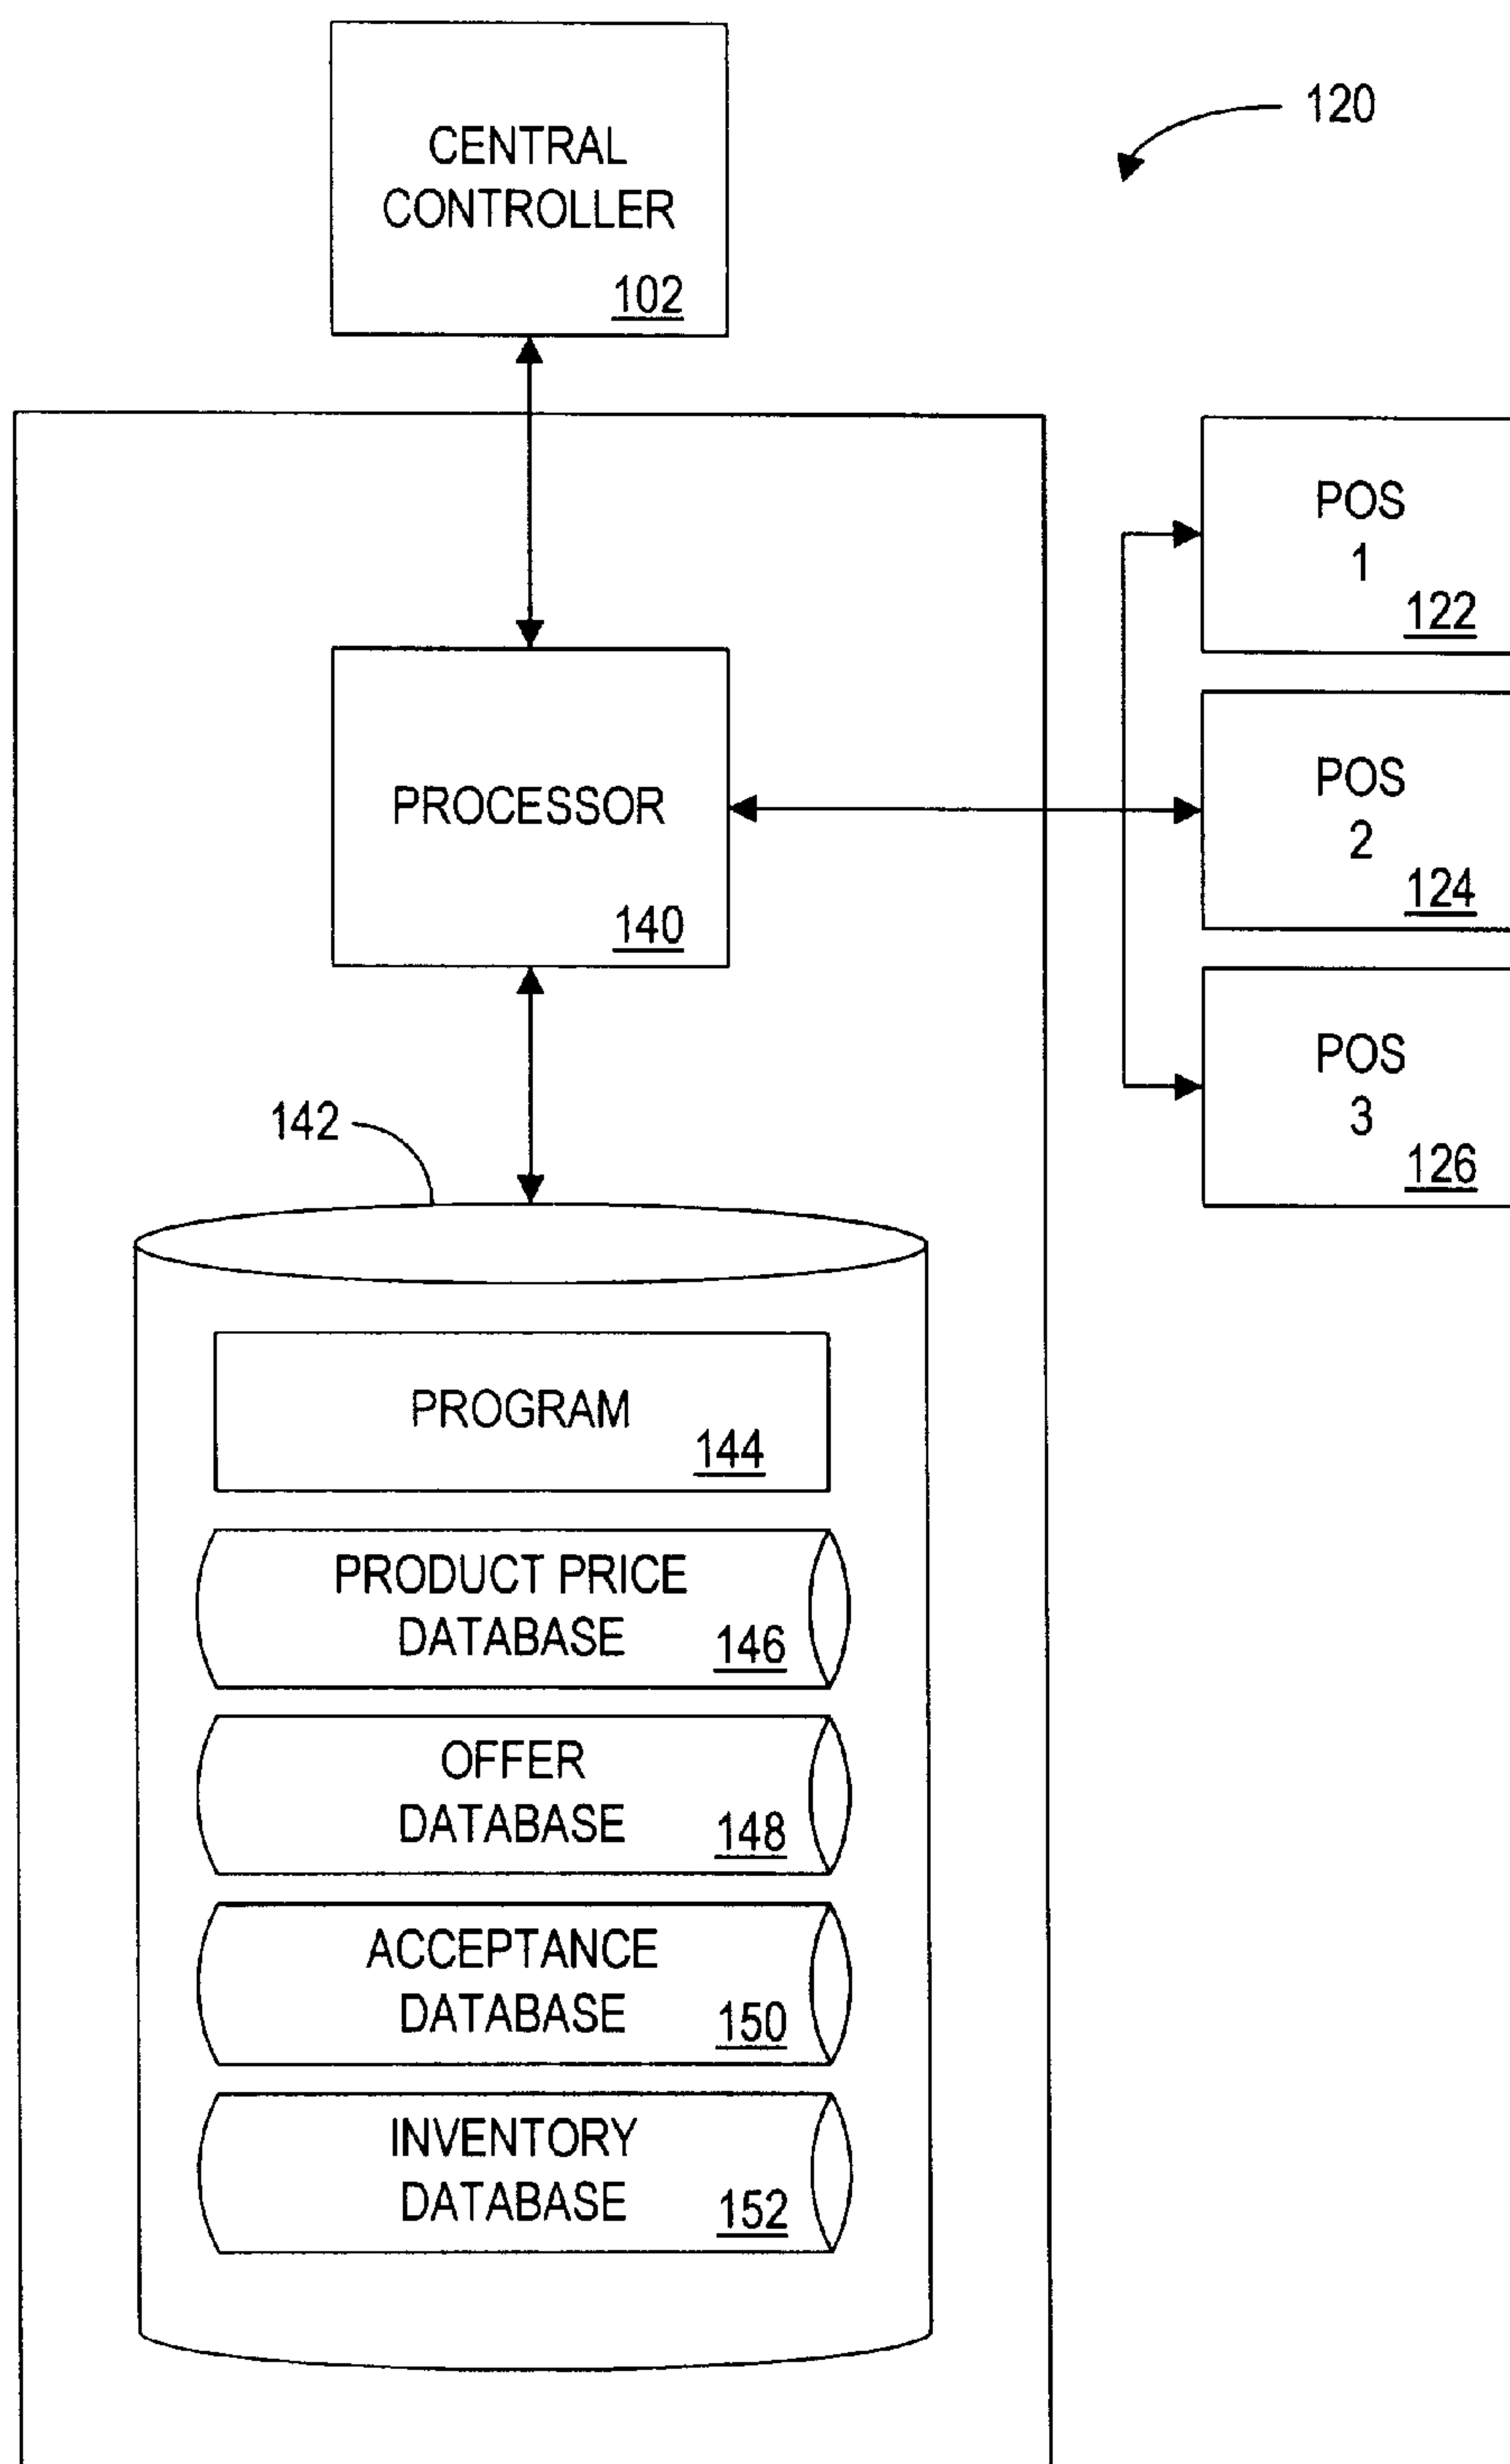 120
CENTRAL
CONTROLLER
102
POS
1
122
PROCESSOR
140
POS
2
124
POS
3
126
142
PROGRAM
144
PRODUCT PRICE
DATABASE 146
OFFER
DATABASE 148
ACCEPTANCE
DATABASE 150
INVENTORY
DATABASE 152